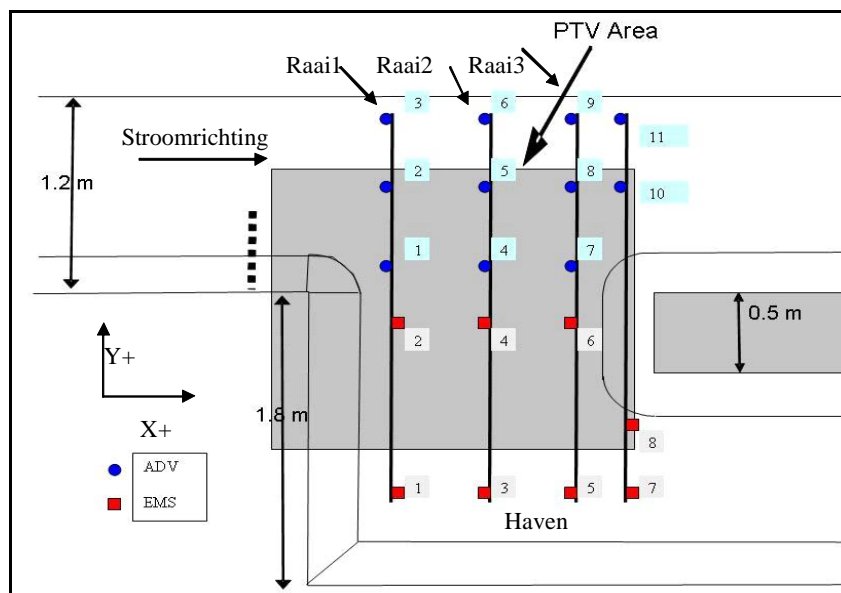 PTV Area
Raai1 Raai2 Raai3
3 6 9
Stroomrichting
11
2 5 8
10
1.2 m
1 4 7
0.5 m
2 4 6
Y+
1.8 m
X+
8
ADV
EMS
1 3 5 7
Haven